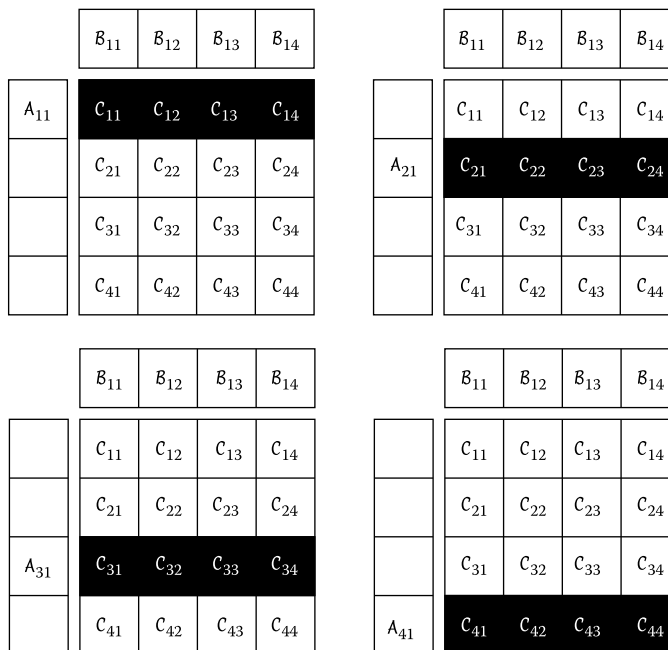 B₁₁ B₁₂ B₁₃ B₁₄
A₁₁ C₁₁ C₁₂ C₁₃ C₁₄
C₂₁ C₂₂ C₂₃ C₂₄
C₃₁ C₃₂ C₃₃ C₃₄
C₄₁ C₄₂ C₄₃ C₄₄
B₁₁ B₁₂ B₁₃ B₁₄
C₁₁ C₁₂ C₁₃ C₁₄
A₂₁ C₂₁ C₂₂ C₂₃ C₂₄
C₃₁ C₃₂ C₃₃ C₃₄
C₄₁ C₄₂ C₄₃ C₄₄
B₁₁ B₁₂ B₁₃ B₁₄
C₁₁ C₁₂ C₁₃ C₁₄
C₂₁ C₂₂ C₂₃ C₂₄
A₃₁ C₃₁ C₃₂ C₃₃ C₃₄
C₄₁ C₄₂ C₄₃ C₄₄
B₁₁ B₁₂ B₁₃ B₁₄
C₁₁ C₁₂ C₁₃ C₁₄
C₂₁ C₂₂ C₂₃ C₂₄
C₃₁ C₃₂ C₃₃ C₃₄
A₄₁ C₄₁ C₄₂ C₄₃ C₄₄